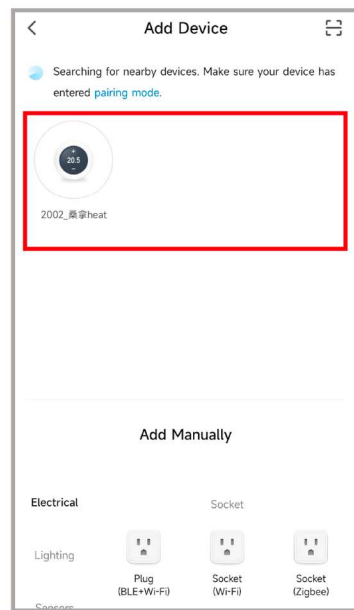 Add Device
Searching for nearby devices. Make sure your device has
entered pairing mode.
+
20.5
−
2002_桑拿heat
Add Manually
Electrical
Socket
Lighting
Plug
(BLE+Wi-Fi)
Socket
(Wi-Fi)
Socket
(Zigbee)
Sensors